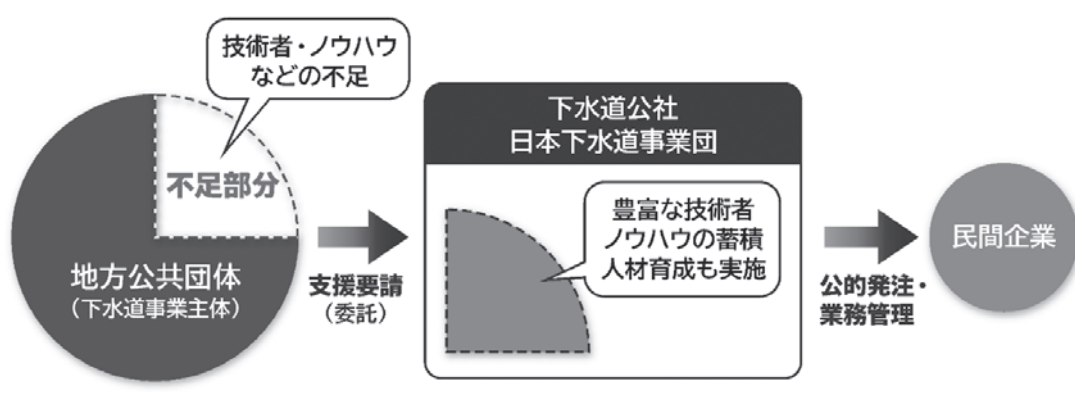 技術者・ノウハウ
などの不足
不足部分
地方公共団体
（下水道事業主体）
支援要請
（委託）
下水道公社
日本下水道事業団
豊富な技術者
ノウハウの蓄積
人材育成も実施
公的発注・
業務管理
民間企業